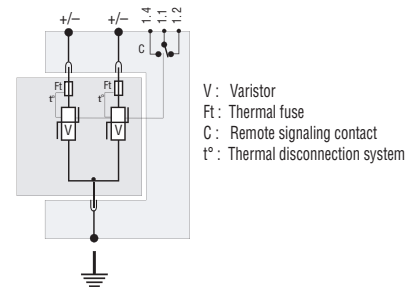 +/− +/− 1.4 1.1 1.2
C
Ft Ft
t° t°
V V
V : Varistor
Ft : Thermal fuse
C : Remote signaling contact
t° : Thermal disconnection system